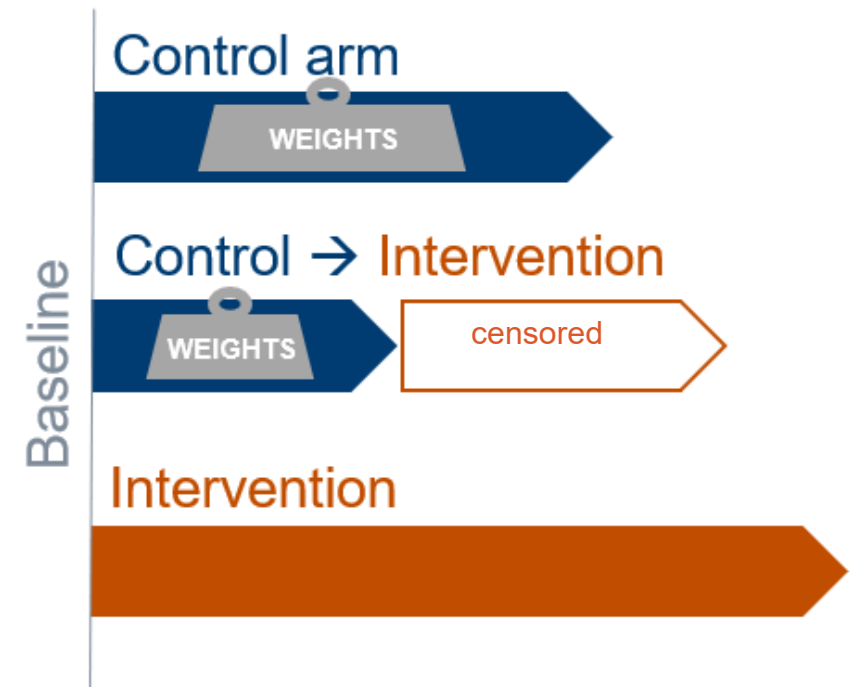 Control arm
WEIGHTS
Control → Intervention
WEIGHTS
censored
Baseline
Intervention